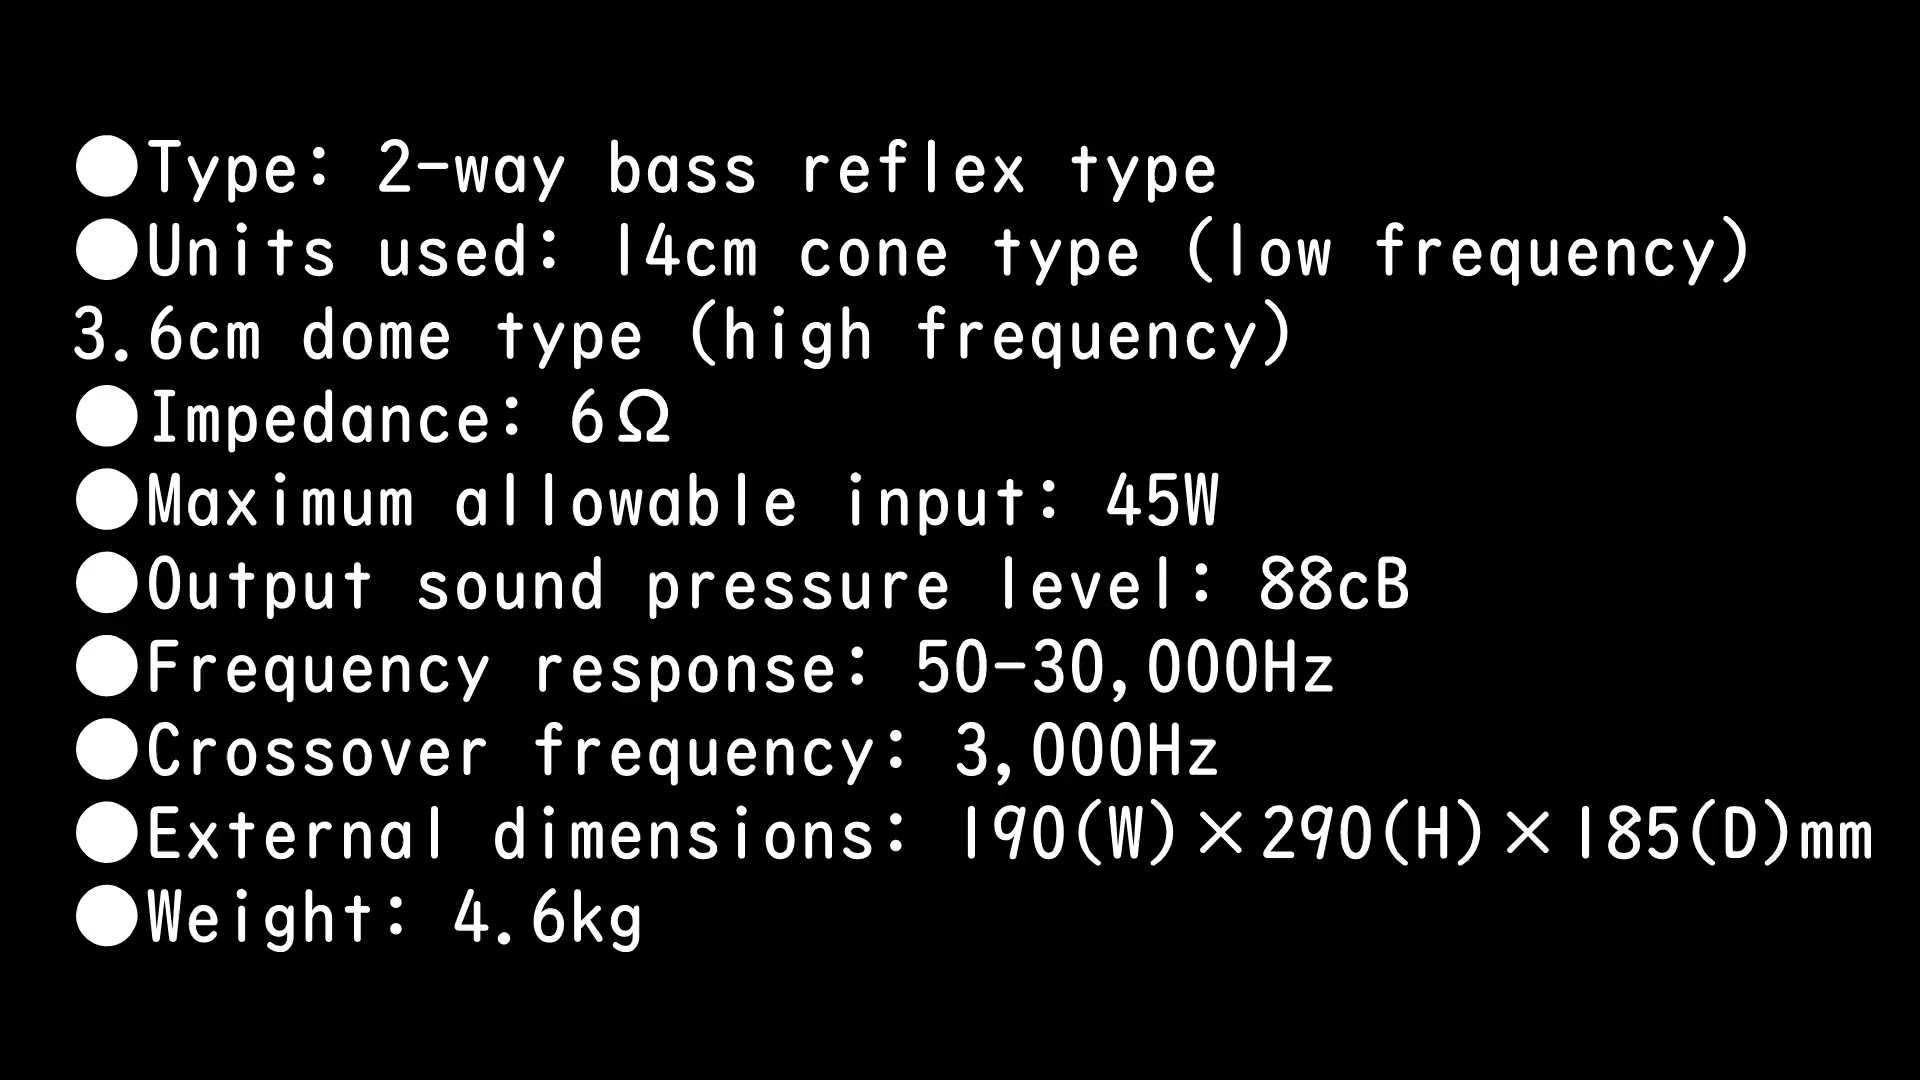 ●Type: 2-way bass reflex type
●Units used: 14cm cone type (low frequency)
3.6cm dome type (high frequency)
●Impedance: 6Ω
●Maximum allowable input: 45W
●Output sound pressure level: 88cB
●Frequency response: 50-30,000Hz
●Crossover frequency: 3,000Hz
●External dimensions: 190(W)×290(H)×185(D)mm
●Weight: 4.6kg